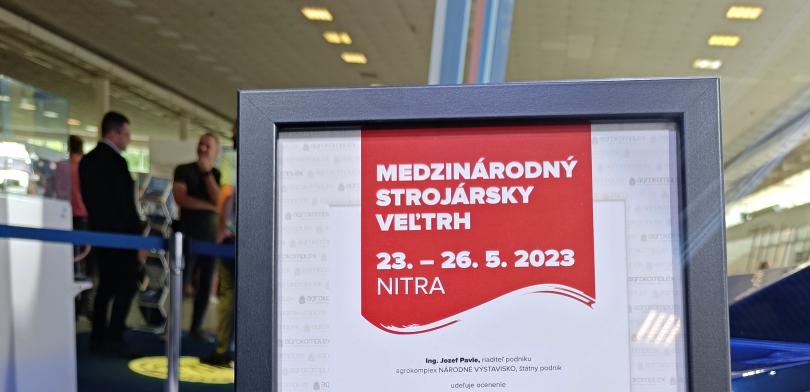 MEDZINÁRODNÝ
STROJÁRSKY
VEĽTRH
23. – 26. 5. 2023
NITRA
Ing. Jozef Pavle, riaditeľ podniku
agrokomplex NÁRODNÉ VÝSTAVISKO, štátny podnik
udeľuje ocenenie